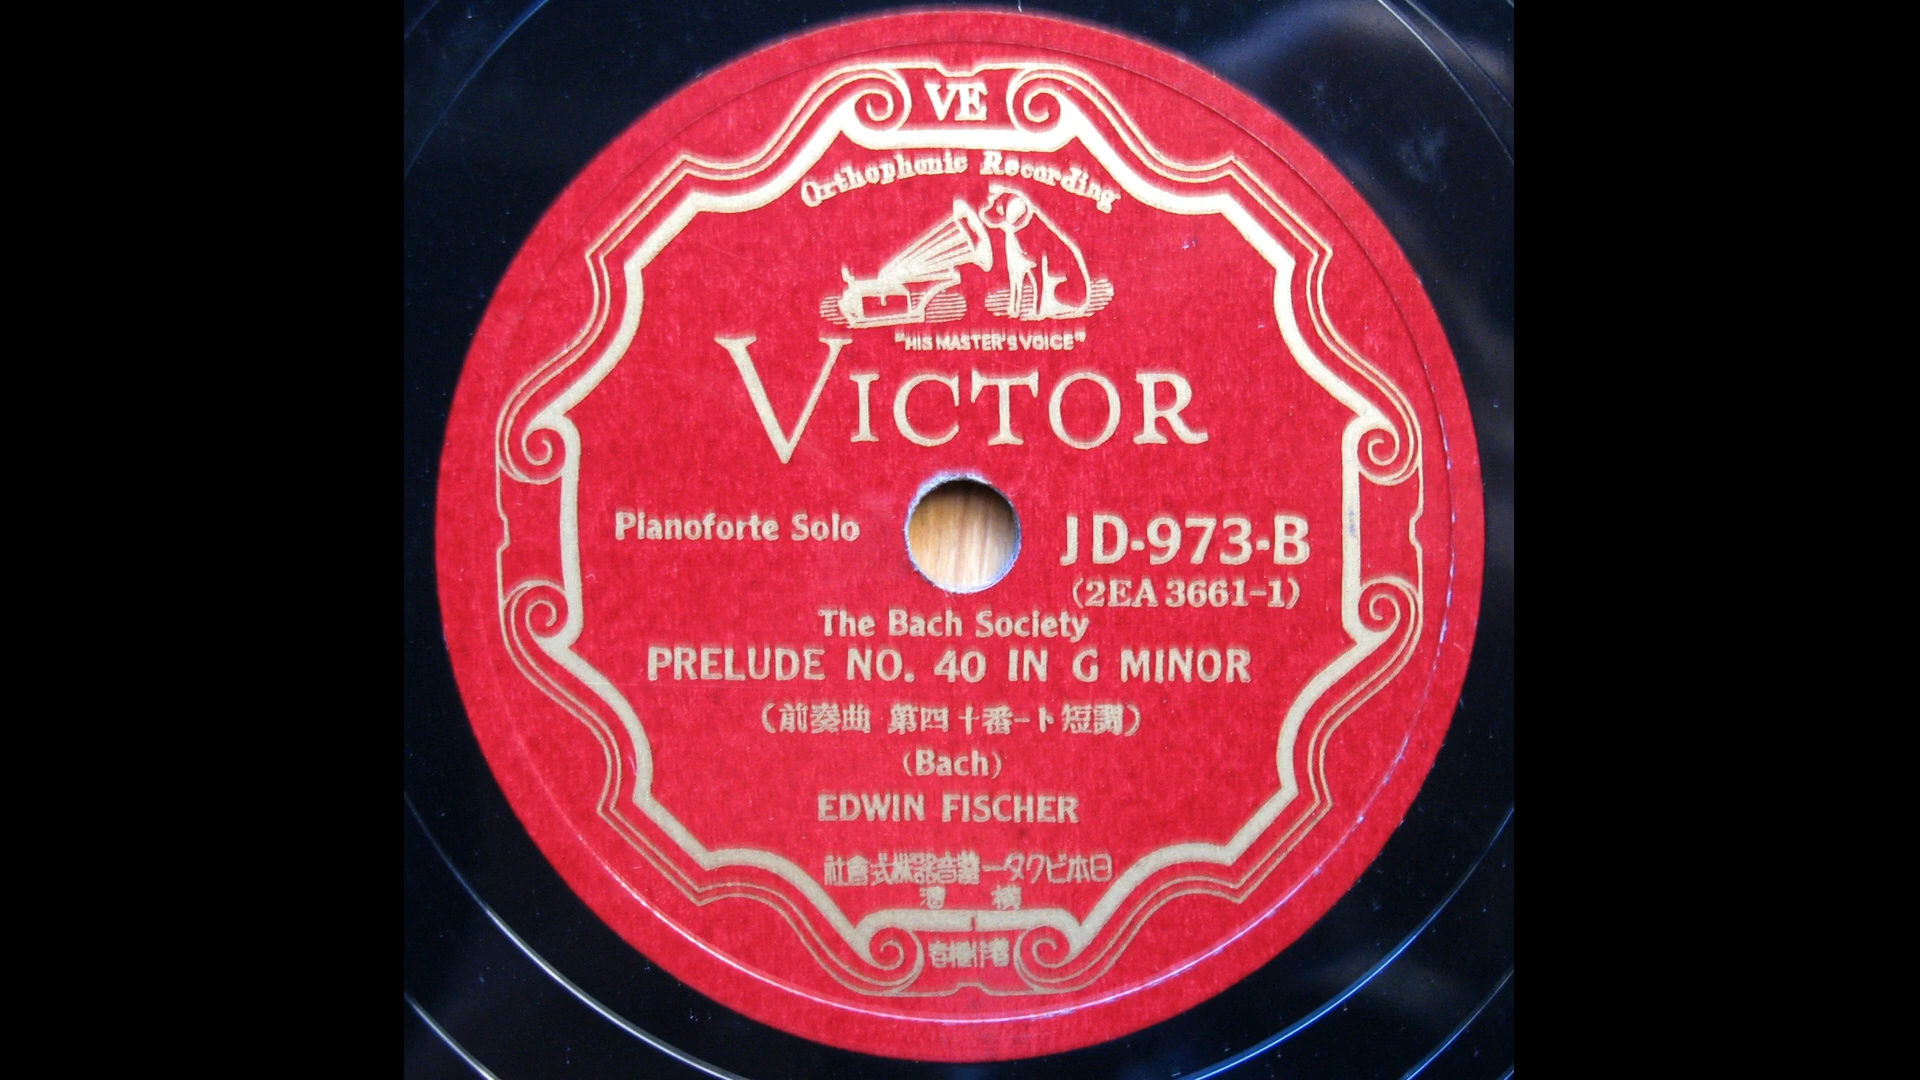 VE
Orthophonic Recording
"HIS MASTER'S VOICE"
VICTOR
Pianoforte Solo
JD-973-B
(2EA 3661-1)
The Bach Society
PRELUDE NO. 40 IN G MINOR
(前奏曲 第四十番－ト短調)
(Bach)
EDWIN FISCHER
社會式株器音蓄ータクビ本日
濱 橫